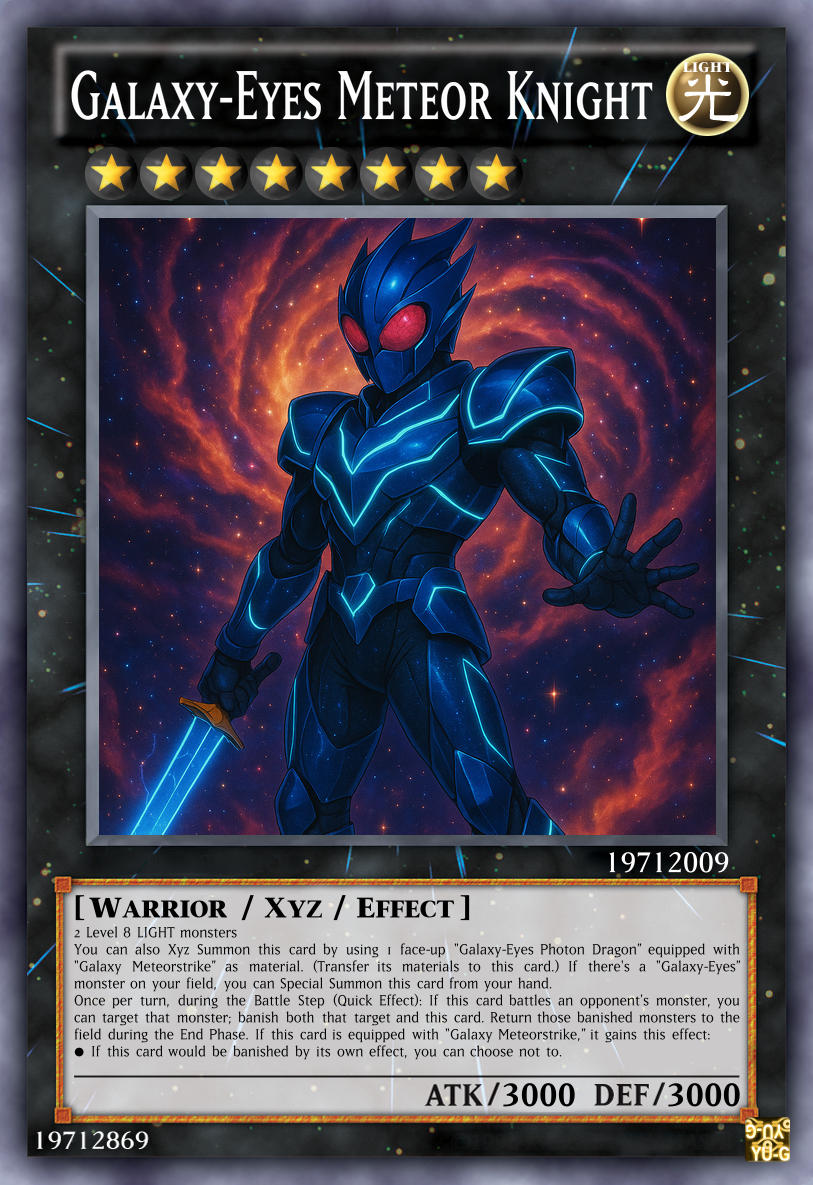 Galaxy-Eyes Meteor Knight
LIGHT
光
19712009
[ Warrior / Xyz / Effect ]
2 Level 8 LIGHT monsters
You can also Xyz Summon this card by using 1 face-up "Galaxy-Eyes Photon Dragon" equipped with
"Galaxy Meteorstrike" as material. (Transfer its materials to this card.) If there's a "Galaxy-Eyes"
monster on your field, you can Special Summon this card from your hand.
Once per turn, during the Battle Step (Quick Effect): If this card battles an opponent's monster, you
can target that monster; banish both that target and this card. Return those banished monsters to the
field during the End Phase. If this card is equipped with "Galaxy Meteorstrike," it gains this effect:
● If this card would be banished by its own effect, you can choose not to.
ATK/3000 DEF/3000
19712869